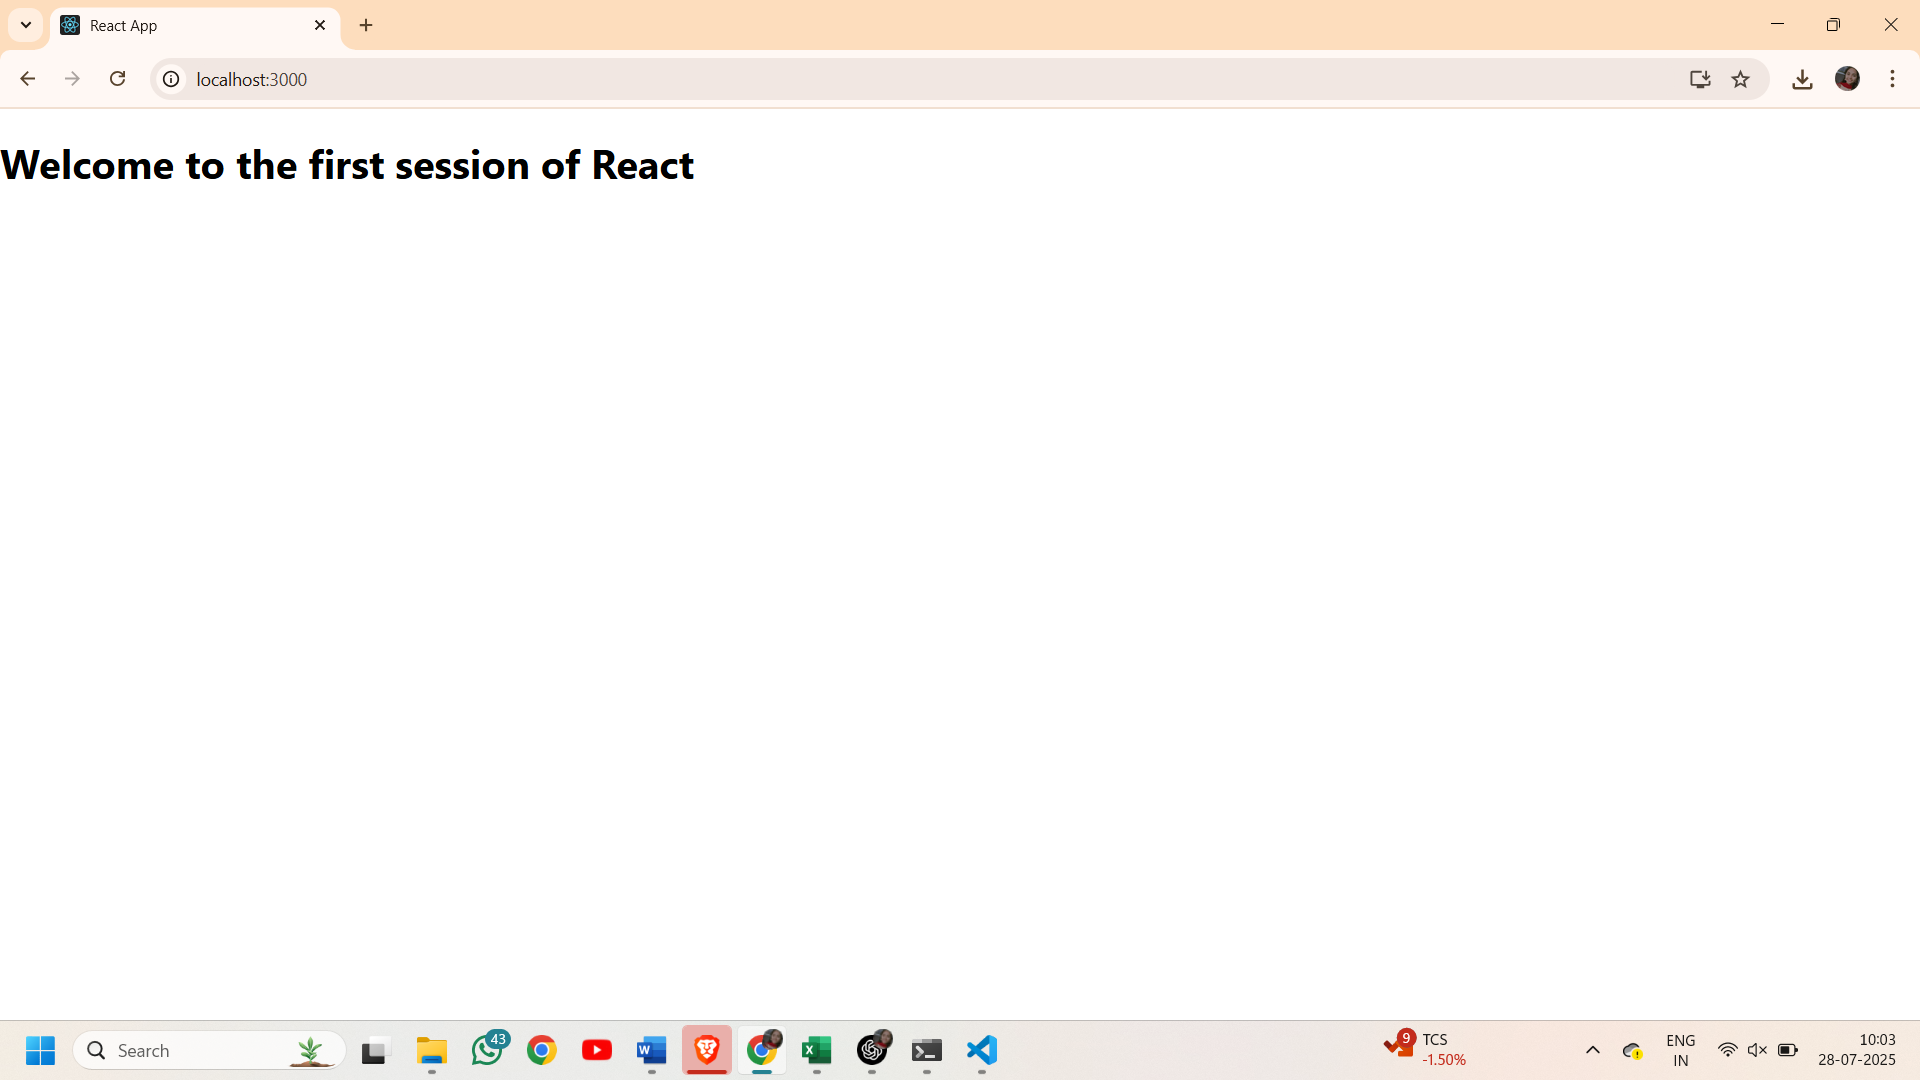 React App
localhost:3000
Welcome to the first session of React
Search
43
W
X
9
TCS
-1.50%
ENG
IN
10:03
28-07-2025